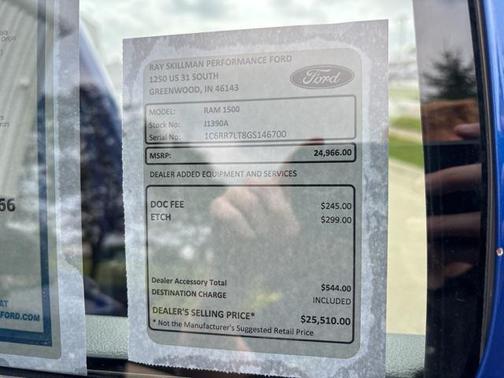 RAY SKILLMAN PERFORMANCE FORD
1250 US 31 SOUTH
GREENWOOD, IN 46143
Ford
MODEL: RAM 1500
Stock No: J1390A
Serial No: 1C6RR7LT8GS146700
MSRP: 24,966.00
DEALER ADDED EQUIPMENT AND SERVICES
DOC FEE $245.00
ETCH $299.00
Dealer Accessory Total $544.00
DESTINATION CHARGE INCLUDED
DEALER'S SELLING PRICE* $25,510.00
* Not the Manufacturer's Suggested Retail Price
66
AT
FORD.COM